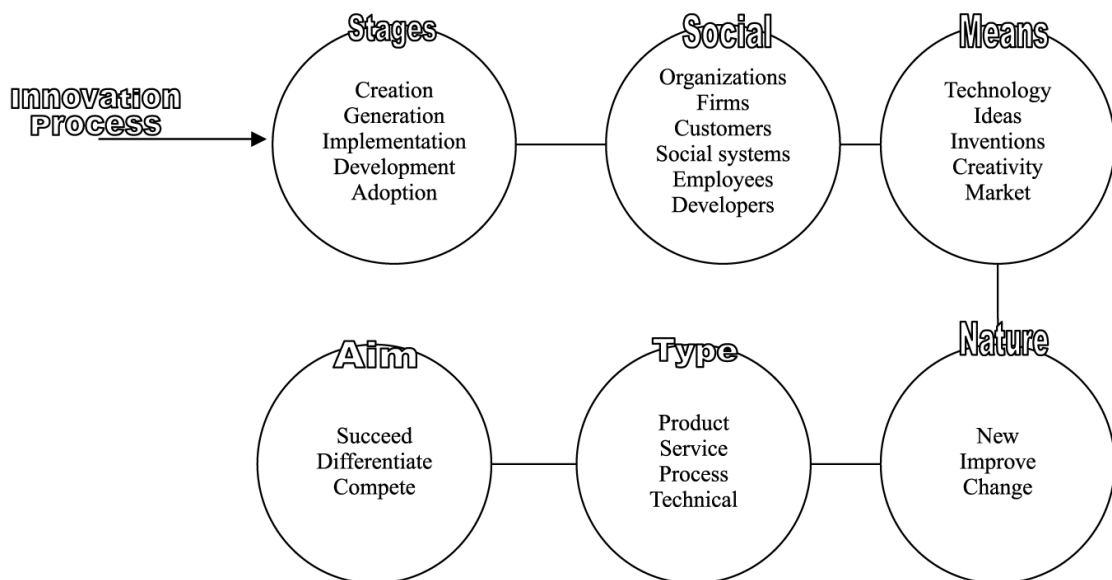 Innovation
Process
Stages
Creation
Generation
Implementation
Development
Adoption
Social
Organizations
Firms
Customers
Social systems
Employees
Developers
Means
Technology
Ideas
Inventions
Creativity
Market
Nature
New
Improve
Change
Type
Product
Service
Process
Technical
Aim
Succeed
Differentiate
Compete